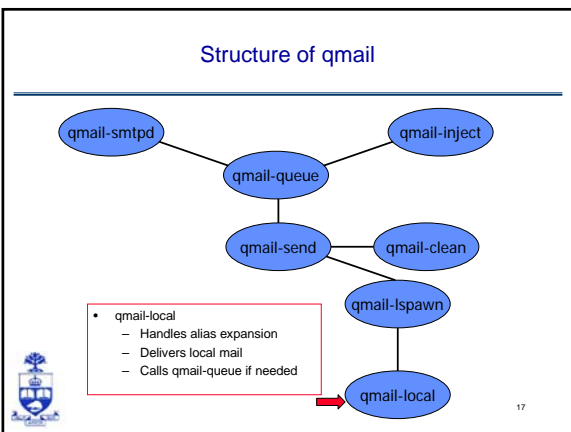 Structure of qmail
qmail-smtpd
qmail-inject
qmail-queue
qmail-send
qmail-clean
qmail-lspawn
• qmail-local
– Handles alias expansion
– Delivers local mail
– Calls qmail-queue if needed
qmail-local
17